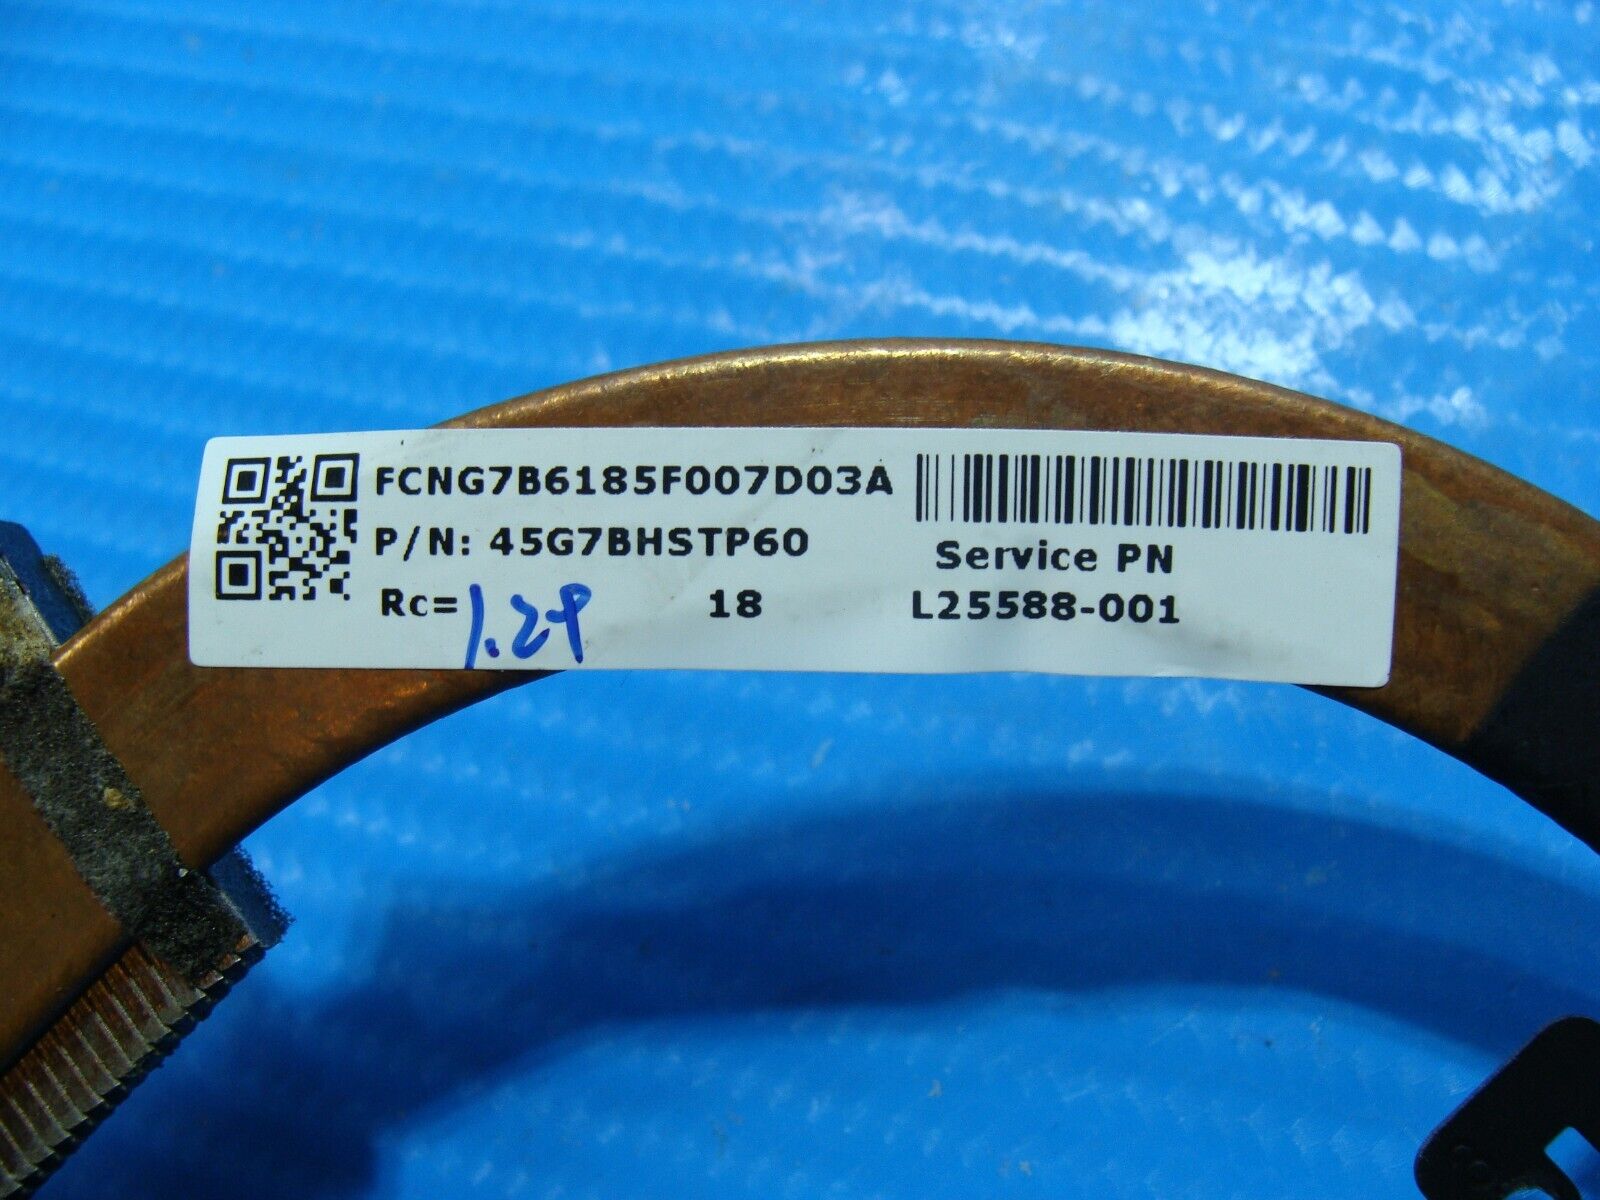 FCNG7B6185F007D03A
P/N: 45G7BHSTP60
Service PN
Rc=1.29 18 L25588-001